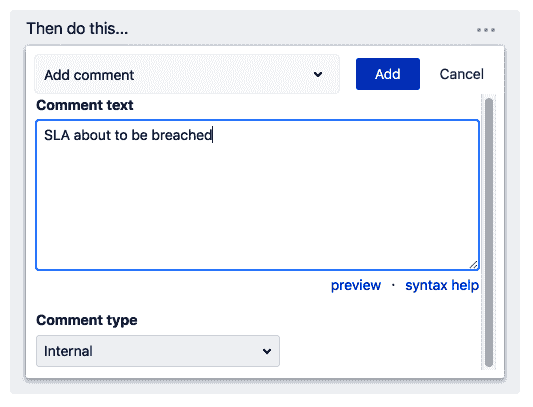 Then do this...
Add comment
Add
Cancel
Comment text
SLA about to be breached
preview · syntax help
Comment type
Internal